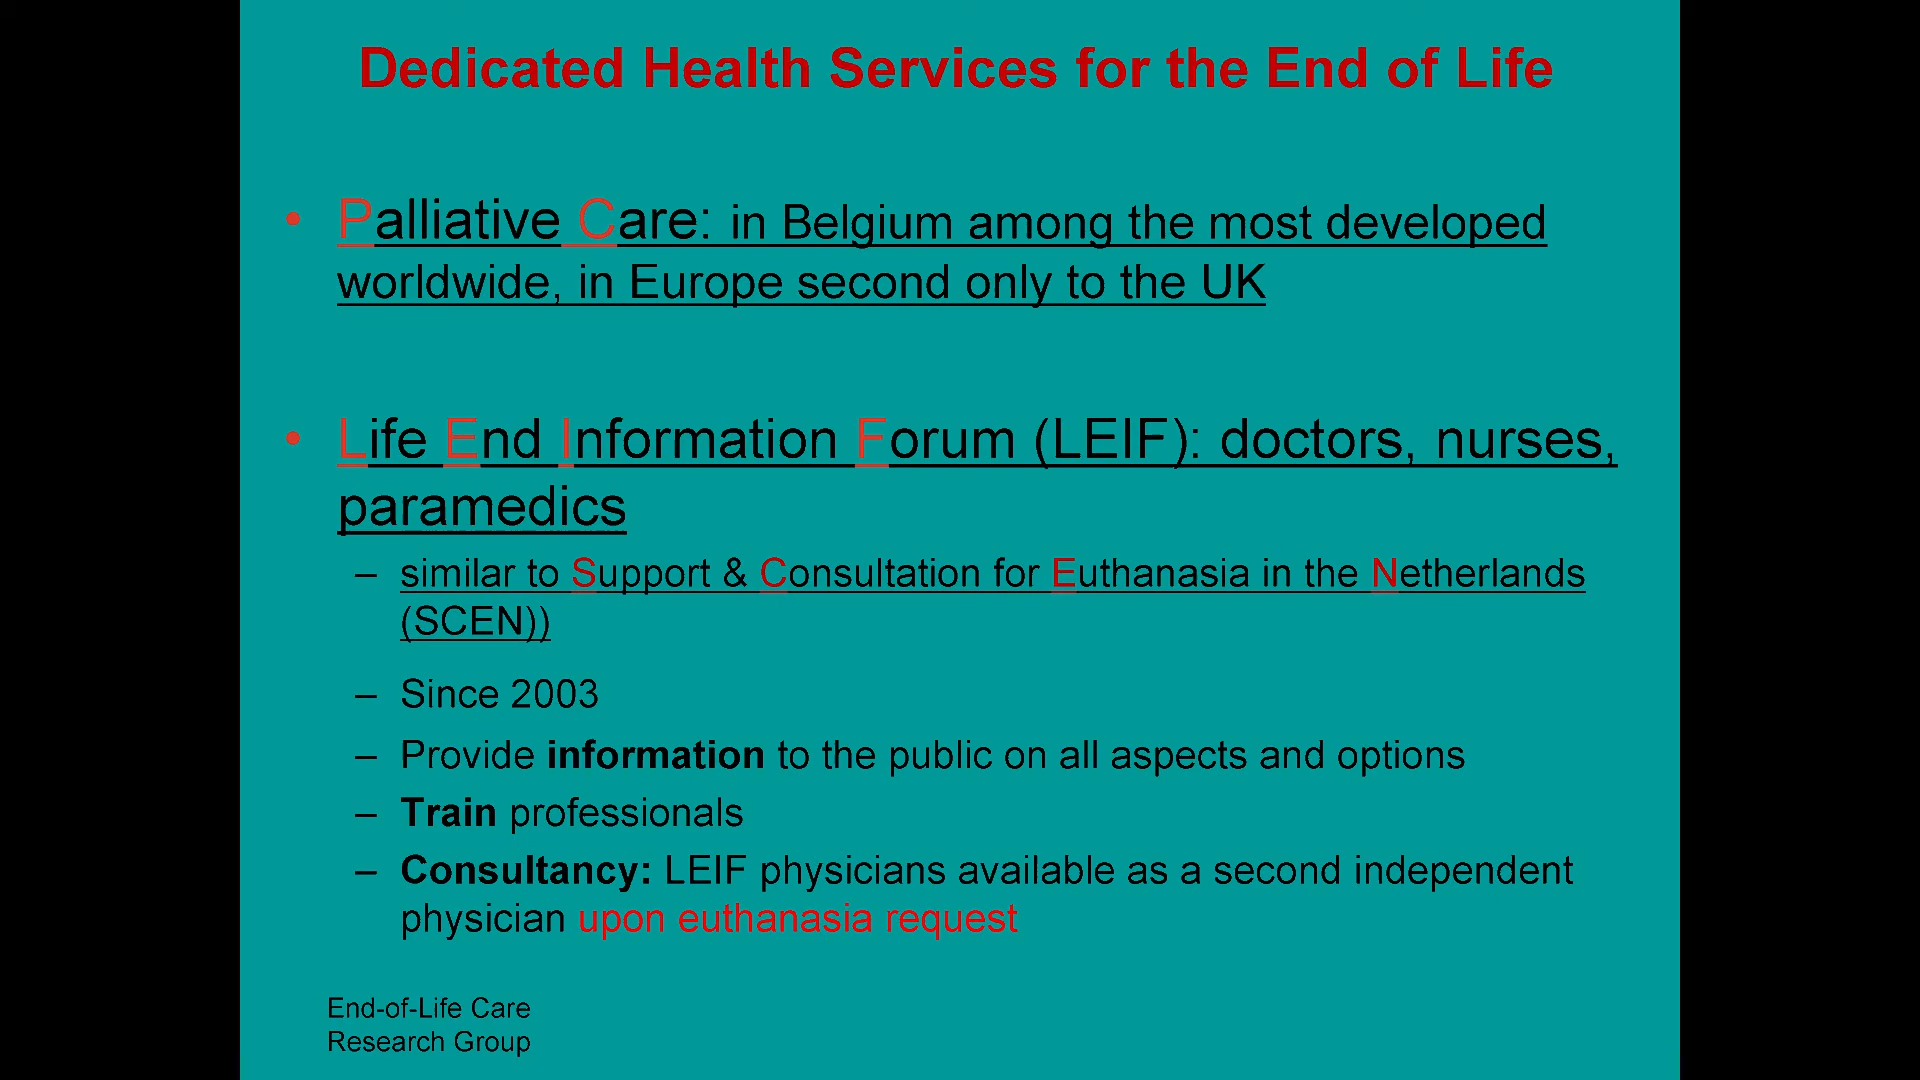 Dedicated Health Services for the End of Life
• Palliative Care: in Belgium among the most developed
worldwide, in Europe second only to the UK
• Life End Information Forum (LEIF): doctors, nurses,
paramedics
– similar to Support & Consultation for Euthanasia in the Netherlands
(SCEN))
– Since 2003
– Provide information to the public on all aspects and options
– Train professionals
– Consultancy: LEIF physicians available as a second independent
physician upon euthanasia request
End-of-Life Care
Research Group